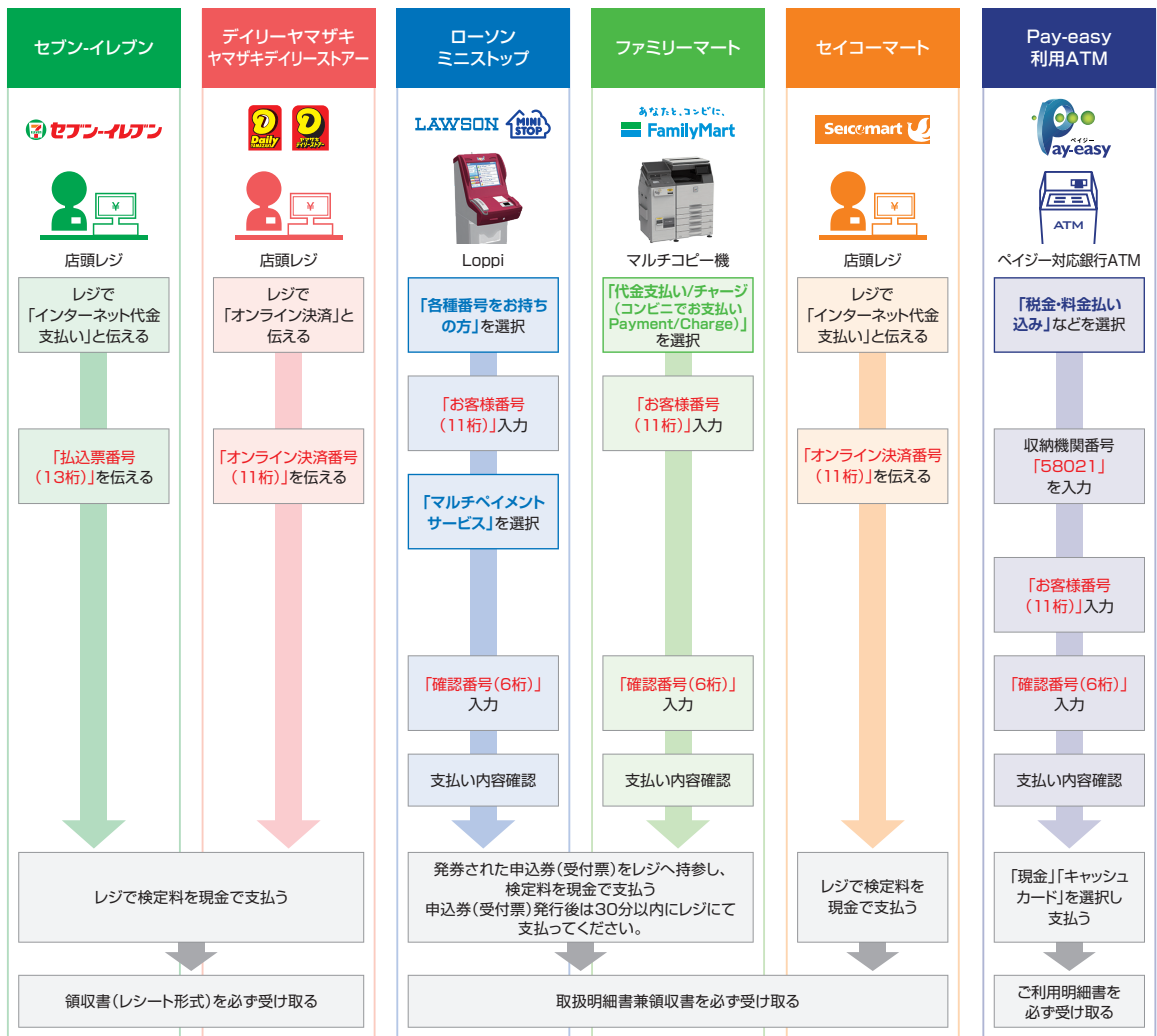 セブン-イレブン
デイリーヤマザキ
ヤマザキデイリーストアー
ローソン
ミニストップ
ファミリーマート
セイコーマート
Pay-easy
利用ATM
セブン-イレブン
Daily
YAMAZAKI
ヤマザキ
デイリーストアー
LAWSON
MINI
STOP
あなたと、コンビに、
FamilyMart
Seicomart
ペイジー
Pay-easy
¥
¥
¥
ATM
店頭レジ
店頭レジ
Loppi
マルチコピー機
店頭レジ
ペイジー対応銀行ATM
レジで
「インターネット代金
支払い」と伝える
レジで
「オンライン決済」と
伝える
「各種番号をお持ち
の方」を選択
「代金支払い/チャージ
(コンビニでお支払い
Payment/Charge)」
を選択
レジで
「インターネット代金
支払い」と伝える
「税金・料金払い
込み」などを選択
「お客様番号
(11桁)」入力
「お客様番号
(11桁)」入力
「払込票番号
(13桁)」を伝える
「オンライン決済番号
(11桁)」を伝える
「マルチペイメント
サービス」を選択
「オンライン決済番号
(11桁)」を伝える
収納機関番号
「58021」
を入力
「お客様番号
(11桁)」入力
「確認番号(6桁)」
入力
「確認番号(6桁)」
入力
「確認番号(6桁)」
入力
支払い内容確認
支払い内容確認
支払い内容確認
レジで検定料を現金で支払う
発券された申込券(受付票)をレジへ持参し、
検定料を現金で支払う
申込券(受付票)発行後は30分以内にレジにて
支払ってください。
レジで検定料を
現金で支払う
「現金」「キャッシュ
カード」を選択し
支払う
領収書(レシート形式)を必ず受け取る
取扱明細書兼領収書を必ず受け取る
ご利用明細書を
必ず受け取る